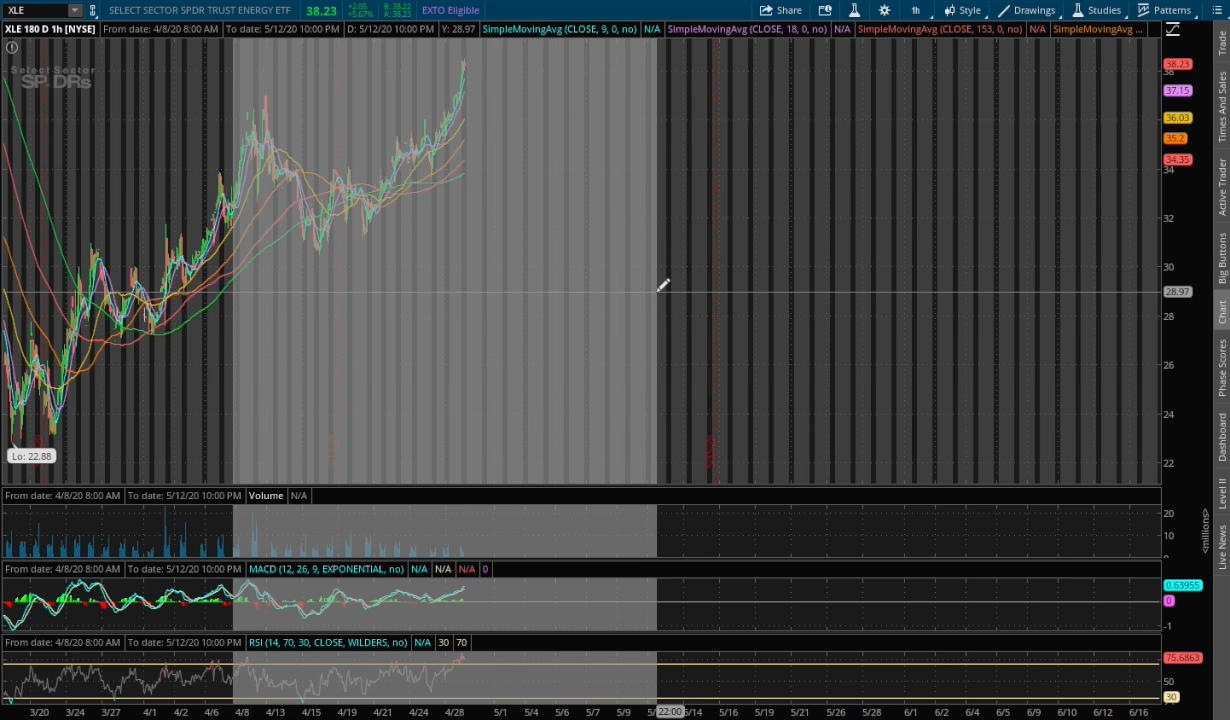 XLE SELECT SECTOR SPDR TRUST ENERGY ETF 38.23 +2.05 +5.67% B: 38.22 A: 38.23 EXTO Eligible Share 1h Style Drawings Studies Patterns
XLE 180 D 1h [NYSE] From date: 4/8/20 8:00 AM To date: 5/12/20 10:00 PM D: 5/12/20 10:00 PM Y: 28.97 SimpleMovingAvg (CLOSE, 9, 0, no) N/A SimpleMovingAvg (CLOSE, 18, 0, no) N/A SimpleMovingAvg (CLOSE, 153, 0, no) N/A SimpleMovingAvg ...
Select Sector
SPDRs
38.23
38
37.15
36.03
35.2
34.35
34
32
30
28.97
28
26
24
22
Lo: 22.88
From date: 4/8/20 8:00 AM To date: 5/12/20 10:00 PM Volume N/A
20
10
0
<millions>
From date: 4/8/20 8:00 AM To date: 5/12/20 10:00 PM MACD (12, 26, 9, EXPONENTIAL, no) N/A N/A N/A 0
0.63955
0
-1
From date: 4/8/20 8:00 AM To date: 5/12/20 10:00 PM RSI (14, 70, 30, CLOSE, WILDERS, no) N/A 30 70
75.6863
50
30
3/20 3/24 3/27 4/1 4/2 4/6 4/8 4/13 4/15 4/19 4/21 4/23 4/28 5/1 5/4 5/6 5/7 5/9 22:00 5/14 5/16 5/19 5/21 5/26 5/28 6/1 6/2 6/4 6/8 6/10 6/12 6/16
Trade
Times And Sales
Active Trader
Big Buttons
Chart
Phase Scores
Dashboard
Level II
Live News